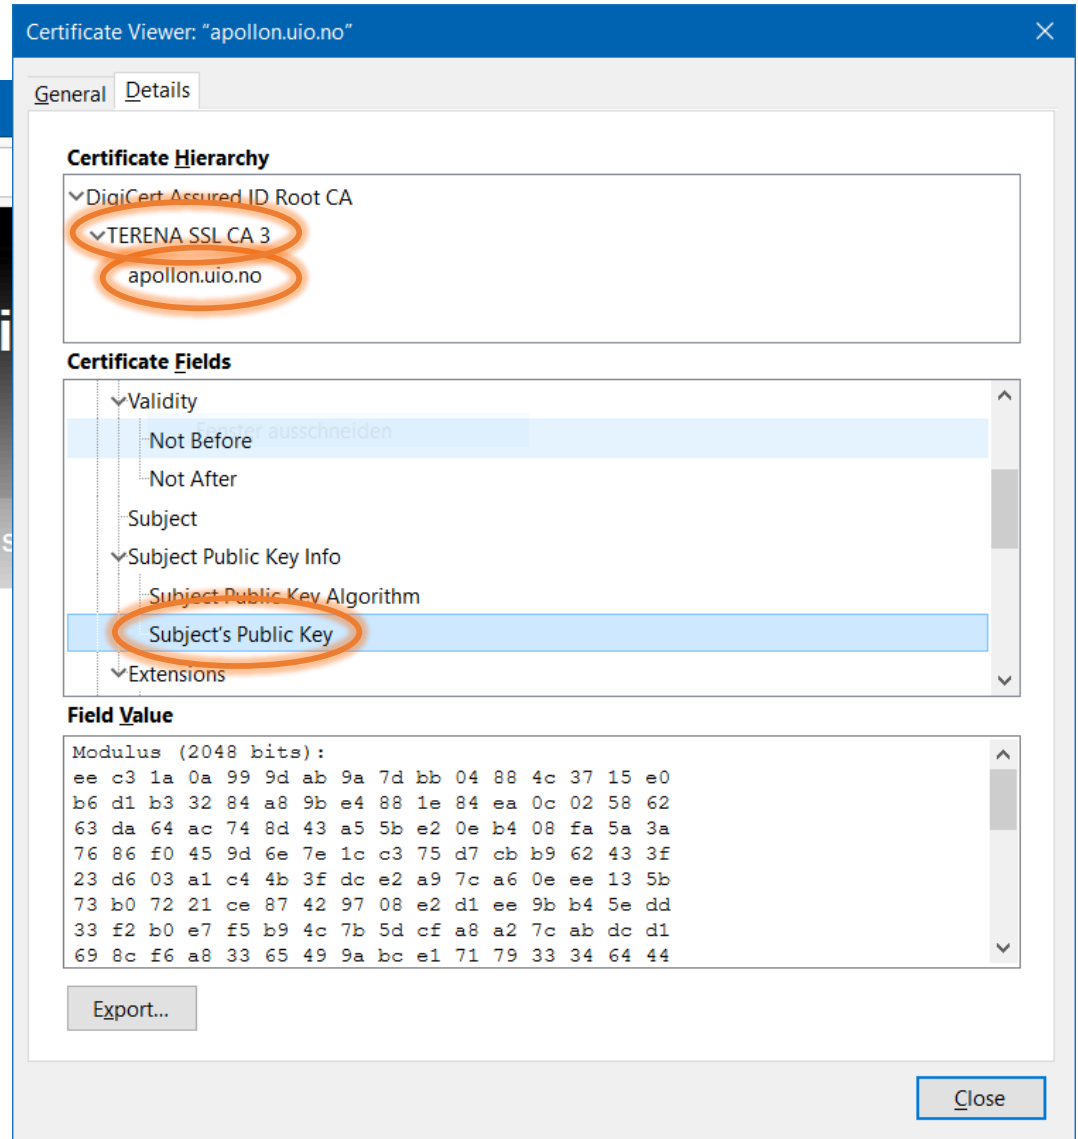 Certificate Viewer: “apollon.uio.no”
General Details
Certificate Hierarchy
DigiCert Assured ID Root CA
TERENA SSL CA 3
apollon.uio.no
Certificate Fields
Validity
Fenster ausschneiden
Not Before
Not After
Subject
Subject Public Key Info
Subject Public Key Algorithm
Subject's Public Key
Extensions
Field Value
Modulus (2048 bits):
ee c3 1a 0a 99 9d ab 9a 7d bb 04 88 4c 37 15 e0
b6 d1 b3 32 84 a8 9b e4 88 1e 84 ea 0c 02 58 62
63 da 64 ac 74 8d 43 a5 5b e2 0e b4 08 fa 5a 3a
76 86 f0 45 9d 6e 7e 1c c3 75 d7 cb b9 62 43 3f
23 d6 03 a1 c4 4b 3f dc e2 a9 7c a6 0e ee 13 5b
73 b0 72 21 ce 87 42 97 08 e2 d1 ee 9b b4 5e dd
33 f2 b0 e7 f5 b9 4c 7b 5d cf a8 a2 7c ab dc d1
69 8c f6 a8 33 65 49 9a bc e1 71 79 33 34 64 44
Export...
Close